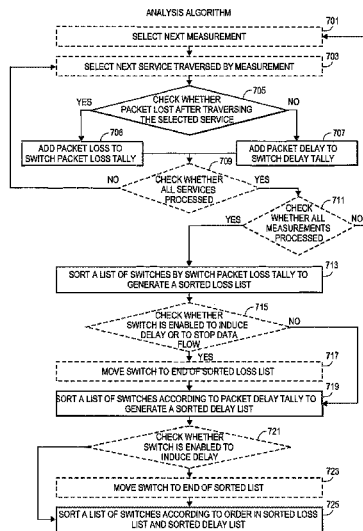 ANALYSIS ALGORITHM
701
SELECT NEXT MEASUREMENT
703
SELECT NEXT SERVICE TRAVERSED BY MEASUREMENT
705
CHECK WHETHER
PACKET LOST AFTER TRAVERSING
THE SELECTED SERVICE
YES
NO
706
707
ADD PACKET LOSS TO
SWITCH PACKET LOSS TALLY
ADD PACKET DELAY TO
SWITCH DELAY TALLY
709
CHECK WHETHER
ALL SERVICES
PROCESSED
NO
YES
711
CHECK
WHETHER ALL
MEASUREMENTS
PROCESSED
YES
NO
713
SORT A LIST OF SWITCHES BY SWITCH PACKET LOSS TALLY TO
GENERATE A SORTED LOSS LIST
715
CHECK WHETHER
SWITCH IS ENABLED TO INDUCE
DELAY OR TO STOP DATA
FLOW
NO
YES
717
MOVE SWITCH TO END OF SORTED LOSS LIST
719
SORT A LIST OF SWITCHES ACCORDING TO PACKET DELAY TALLY TO
GENERATE A SORTED DELAY LIST
721
CHECK WHETHER
SWITCH IS ENABLED TO
INDUCE DELAY
723
MOVE SWITCH TO END OF SORTED LIST
725
SORT A LIST OF SWITCHES ACCORDING TO ORDER IN SORTED LOSS
LIST AND SORTED DELAY LIST